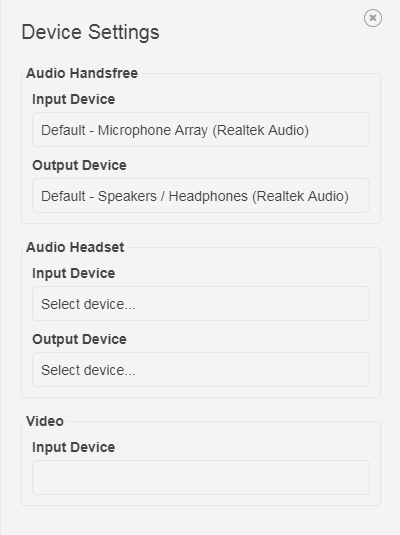 Device Settings
Audio Handsfree
Input Device
Default - Microphone Array (Realtek Audio)
Output Device
Default - Speakers / Headphones (Realtek Audio)
Audio Headset
Input Device
Select device...
Output Device
Select device...
Video
Input Device